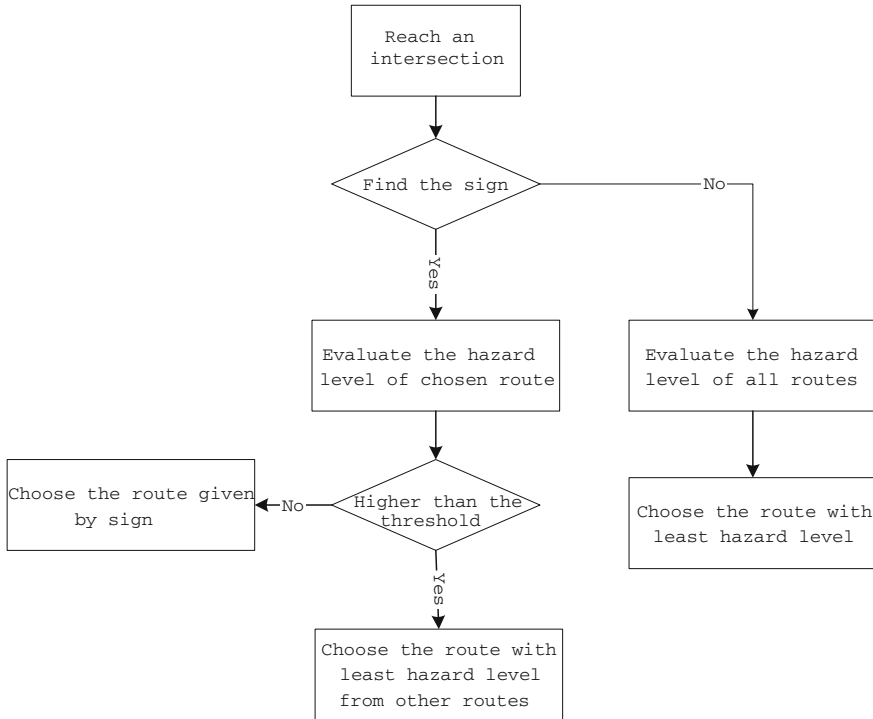 Reach an
intersection
Find the sign
No
Yes
Evaluate the hazard
level of chosen route
Evaluate the hazard
level of all routes
Choose the route given
by sign
No
Higher than the
threshold
Choose the route with
least hazard level
Yes
Choose the route with
least hazard level
from other routes